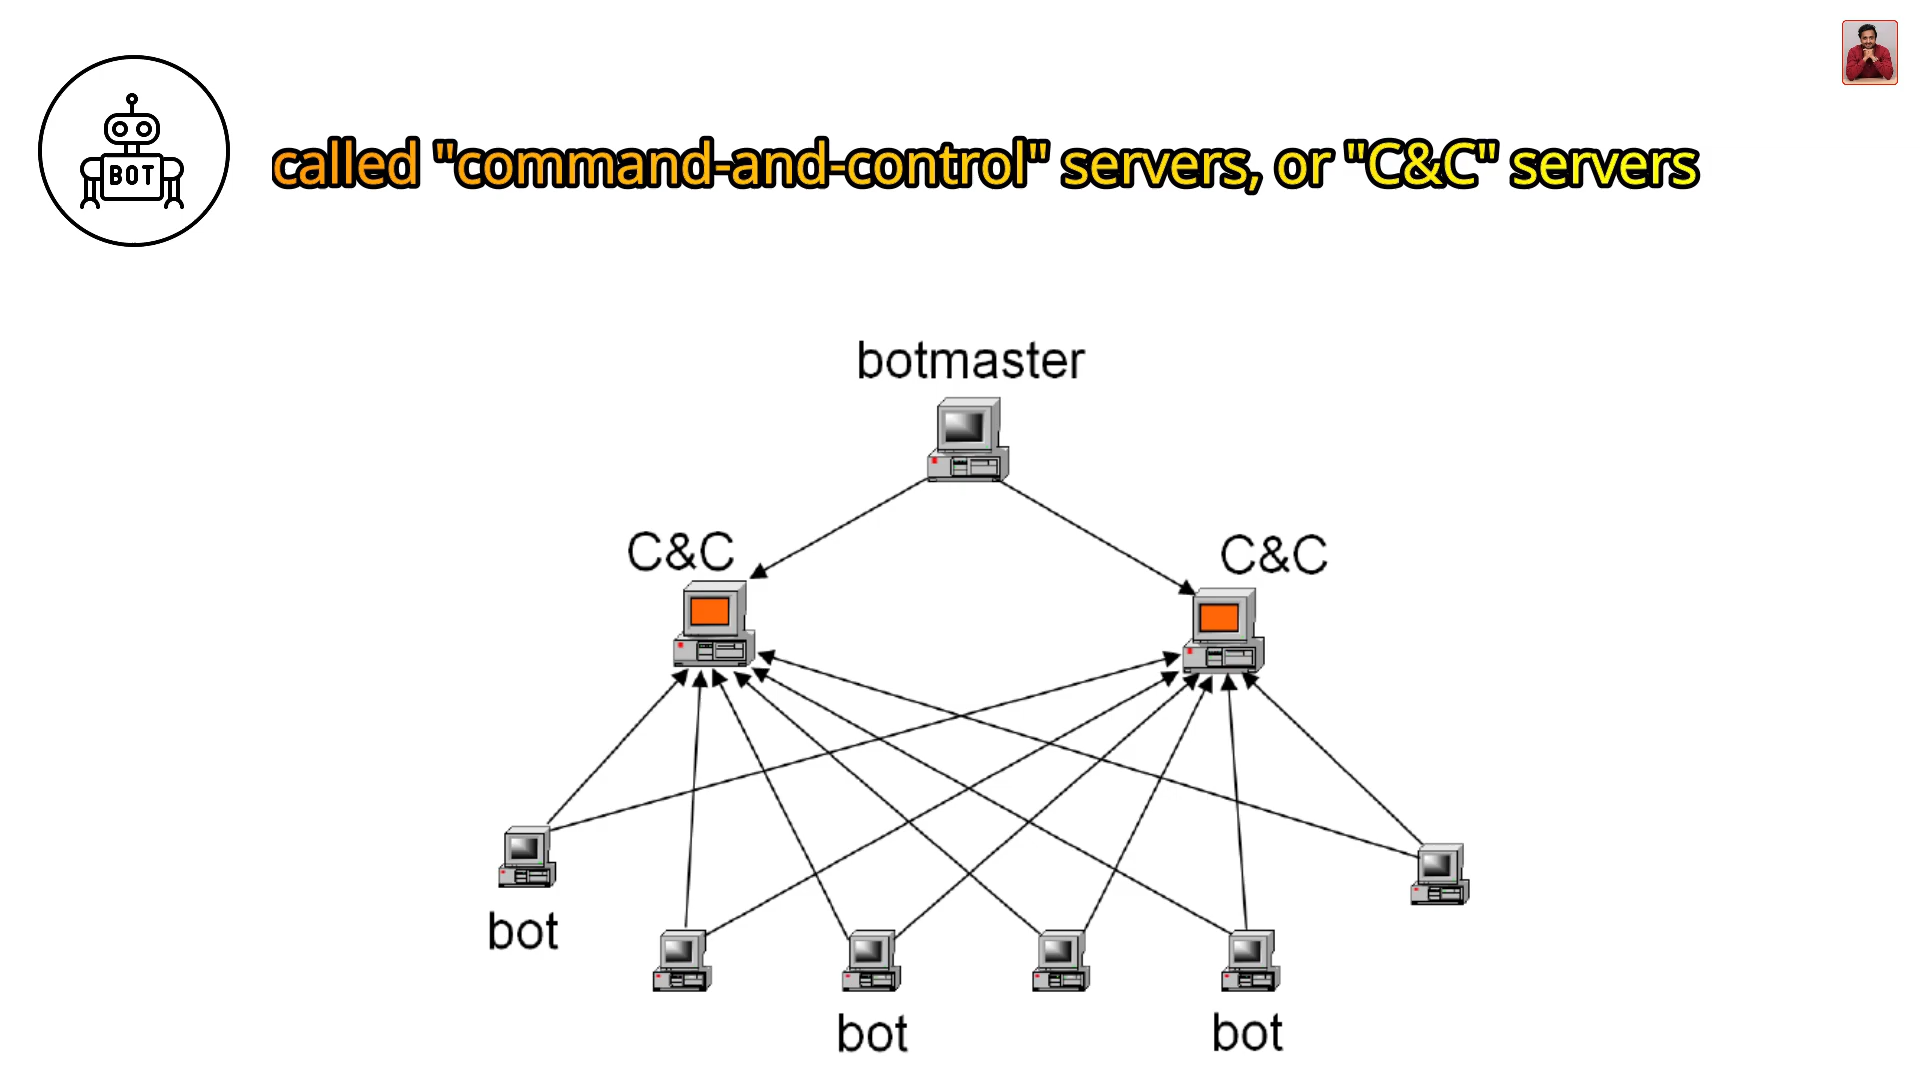 BOT
called "command-and-control" servers, or "C&C" servers
botmaster
C&C
C&C
bot
bot
bot